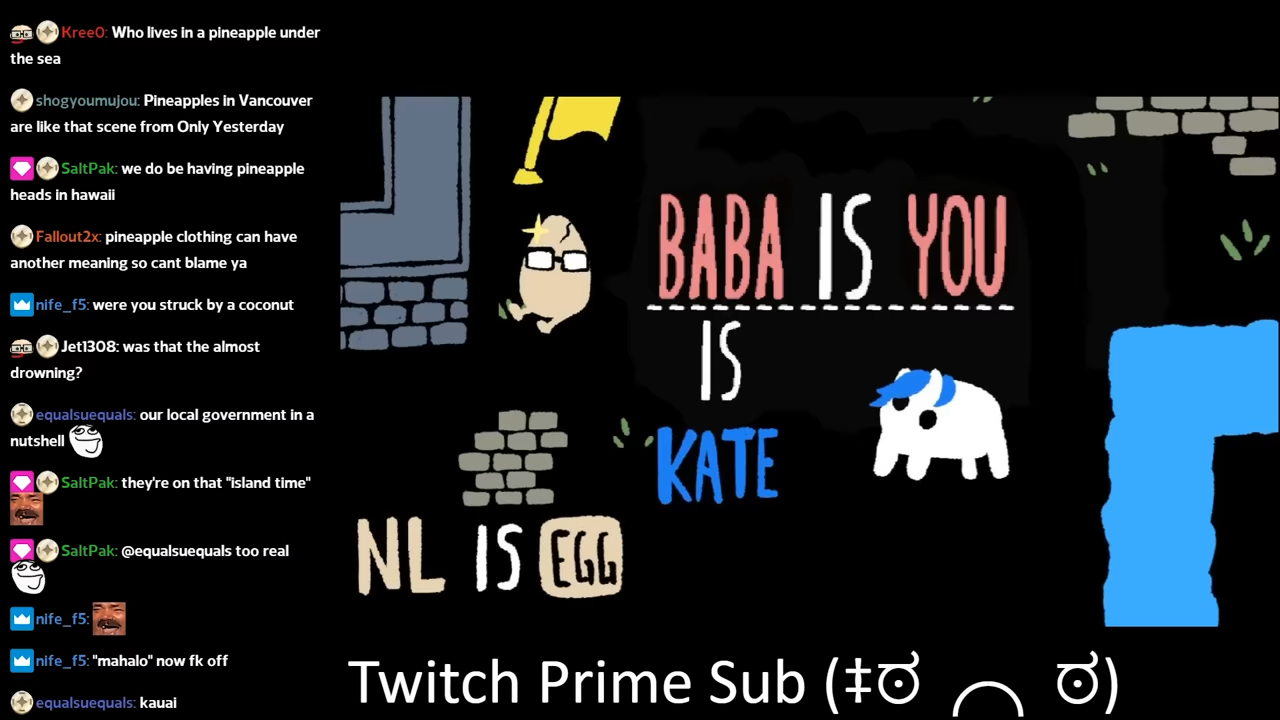 Kree0: Who lives in a pineapple under
the sea
shogyoumujou: Pineapples in Vancouver
are like that scene from Only Yesterday
SaltPak: we do be having pineapple
heads in hawaii
Fallout2x: pineapple clothing can have
another meaning so cant blame ya
nife_f5: were you struck by a coconut
Jet1308: was that the almost
drowning?
equalsuequals: our local government in a
nutshell
SaltPak: they're on that "island time"
SaltPak: @equalsuequals too real
nife_f5:
nife_f5: "mahalo" now fk off
equalsuequals: kauai
BABA IS YOU
IS
KATE
NL IS EGG
Twitch Prime Sub (‡ಠ ╭╮ ಠ)